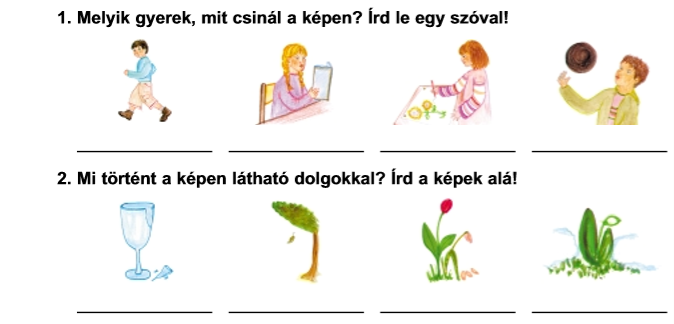 1. Melyik gyerek, mit csinál a képen? Írd le egy szóval!
2. Mi történt a képen látható dolgokkal? Írd a képek alá!